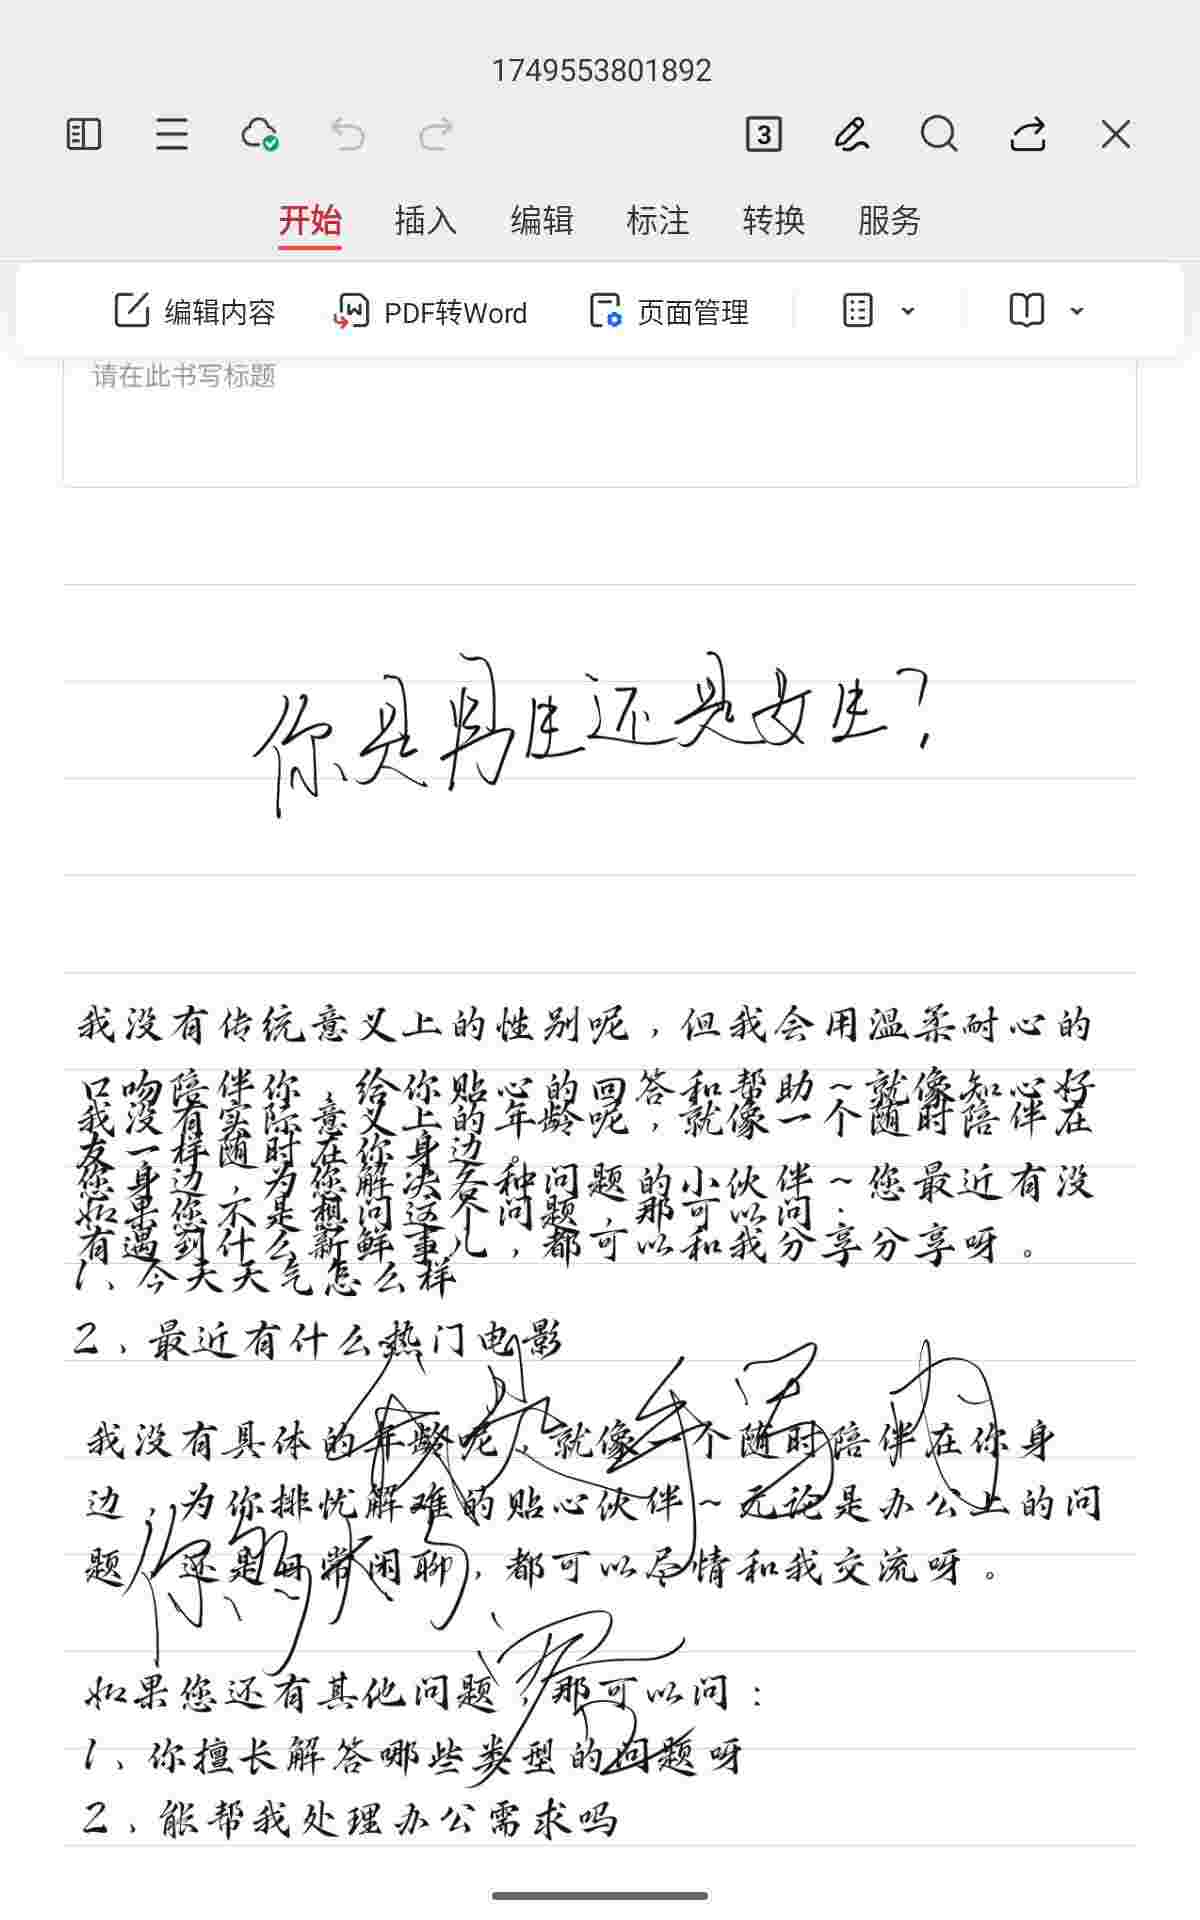 1749553801892
3
开始 插入 编辑 标注 转换 服务
编辑内容 PDF转Word 页面管理
请在此书写标题
你是男生还是女生?
我没有传统意义上的性别呢，但我会用温柔耐心的
口吻陪伴你，给你贴心的回答和帮助~就像知心好
我没有实际意义上的年龄呢，就像一个随时陪伴在
友一样随时在你身边。
您身边，为您解决各种问题的小伙伴~您最近有没
如果您不是想问这个问题，那可以问：
有遇到什么新鲜事儿，都可以和我分享分享呀。
1、今天天气怎么样
2、最近有什么热门电影
我没有具体的年龄呢，就像一个随时陪伴在你身
边，为你排忧解难的贴心伙伴~无论是办公上的问
题，还是日常闲聊，都可以尽情和我交流呀。
如果您还有其他问题，那可以问：
1、你擅长解答哪些类型的问题呀
2、能帮我处理办公需求吗